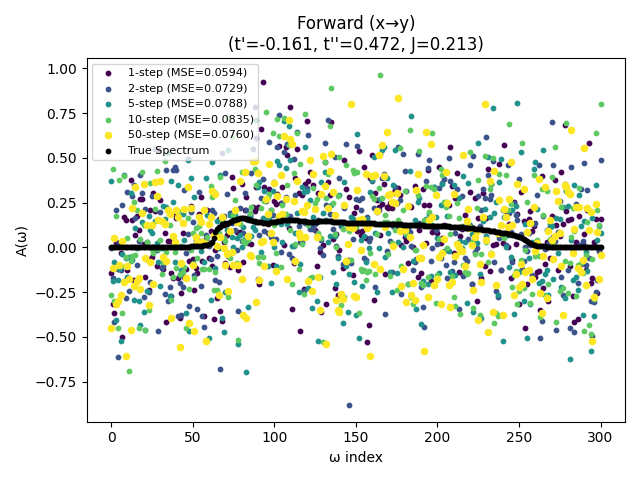 Forward (x→y)
(t'=-0.161, t''=0.472, J=0.213)
1-step (MSE=0.0594)
2-step (MSE=0.0729)
5-step (MSE=0.0788)
10-step (MSE=0.0835)
50-step (MSE=0.0760)
True Spectrum
1.00
0.75
0.50
0.25
0.00
−0.25
−0.50
−0.75
A(ω)
0 50 100 150 200 250 300
ω index